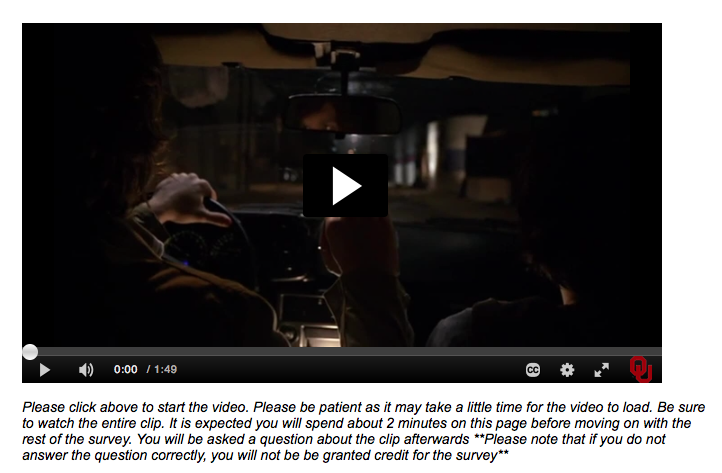 0:00 / 1:49 CC OU
Please click above to start the video. Please be patient as it may take a little time for the video to load. Be sure
to watch the entire clip. It is expected you will spend about 2 minutes on this page before moving on with the
rest of the survey. You will be asked a question about the clip afterwards **Please note that if you do not
answer the question correctly, you will not be be granted credit for the survey**